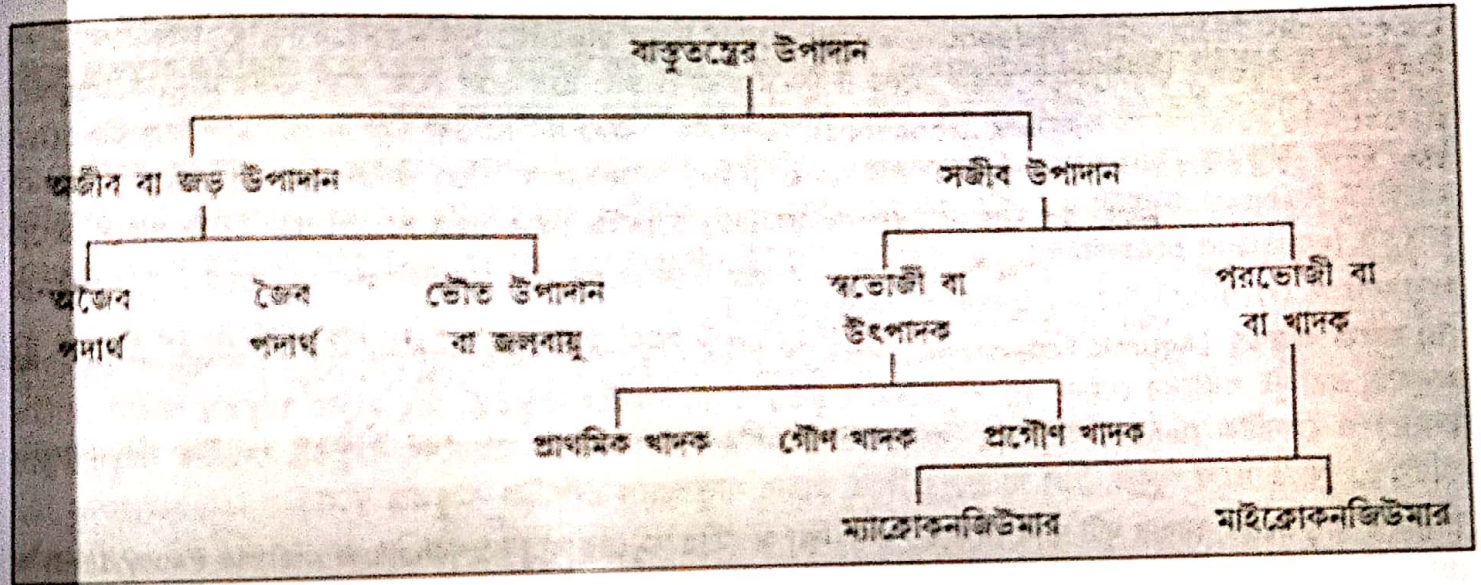 বাস্তুতন্ত্রের উপাদান
অজীব বা জড় উপাদান
সজীব উপাদান
অজৈব
পদার্থ
জৈব
পদার্থ
ভৌত উপাদান
বা জলবায়ু
স্বভোজী বা
উৎপাদক
পরভোজী বা
বা খাদক
প্রাথমিক খাদক
গৌণ খাদক
প্রগৌণ খাদক
ম্যাক্রোকনজিউমার
মাইক্রোকনজিউমার